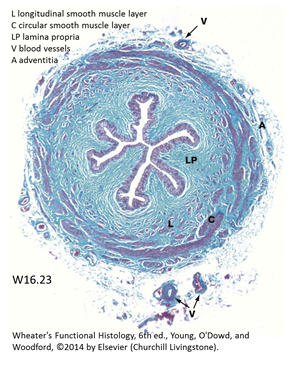 L longitudinal smooth muscle layer
C circular smooth muscle layer
LP lamina propria
V blood vessels
A adventitia
V
A
LP
L
C
W16.23
V
Wheater's Functional Histology, 6th ed., Young, O'Dowd, and
Woodford, ©2014 by Elsevier (Churchill Livingstone).